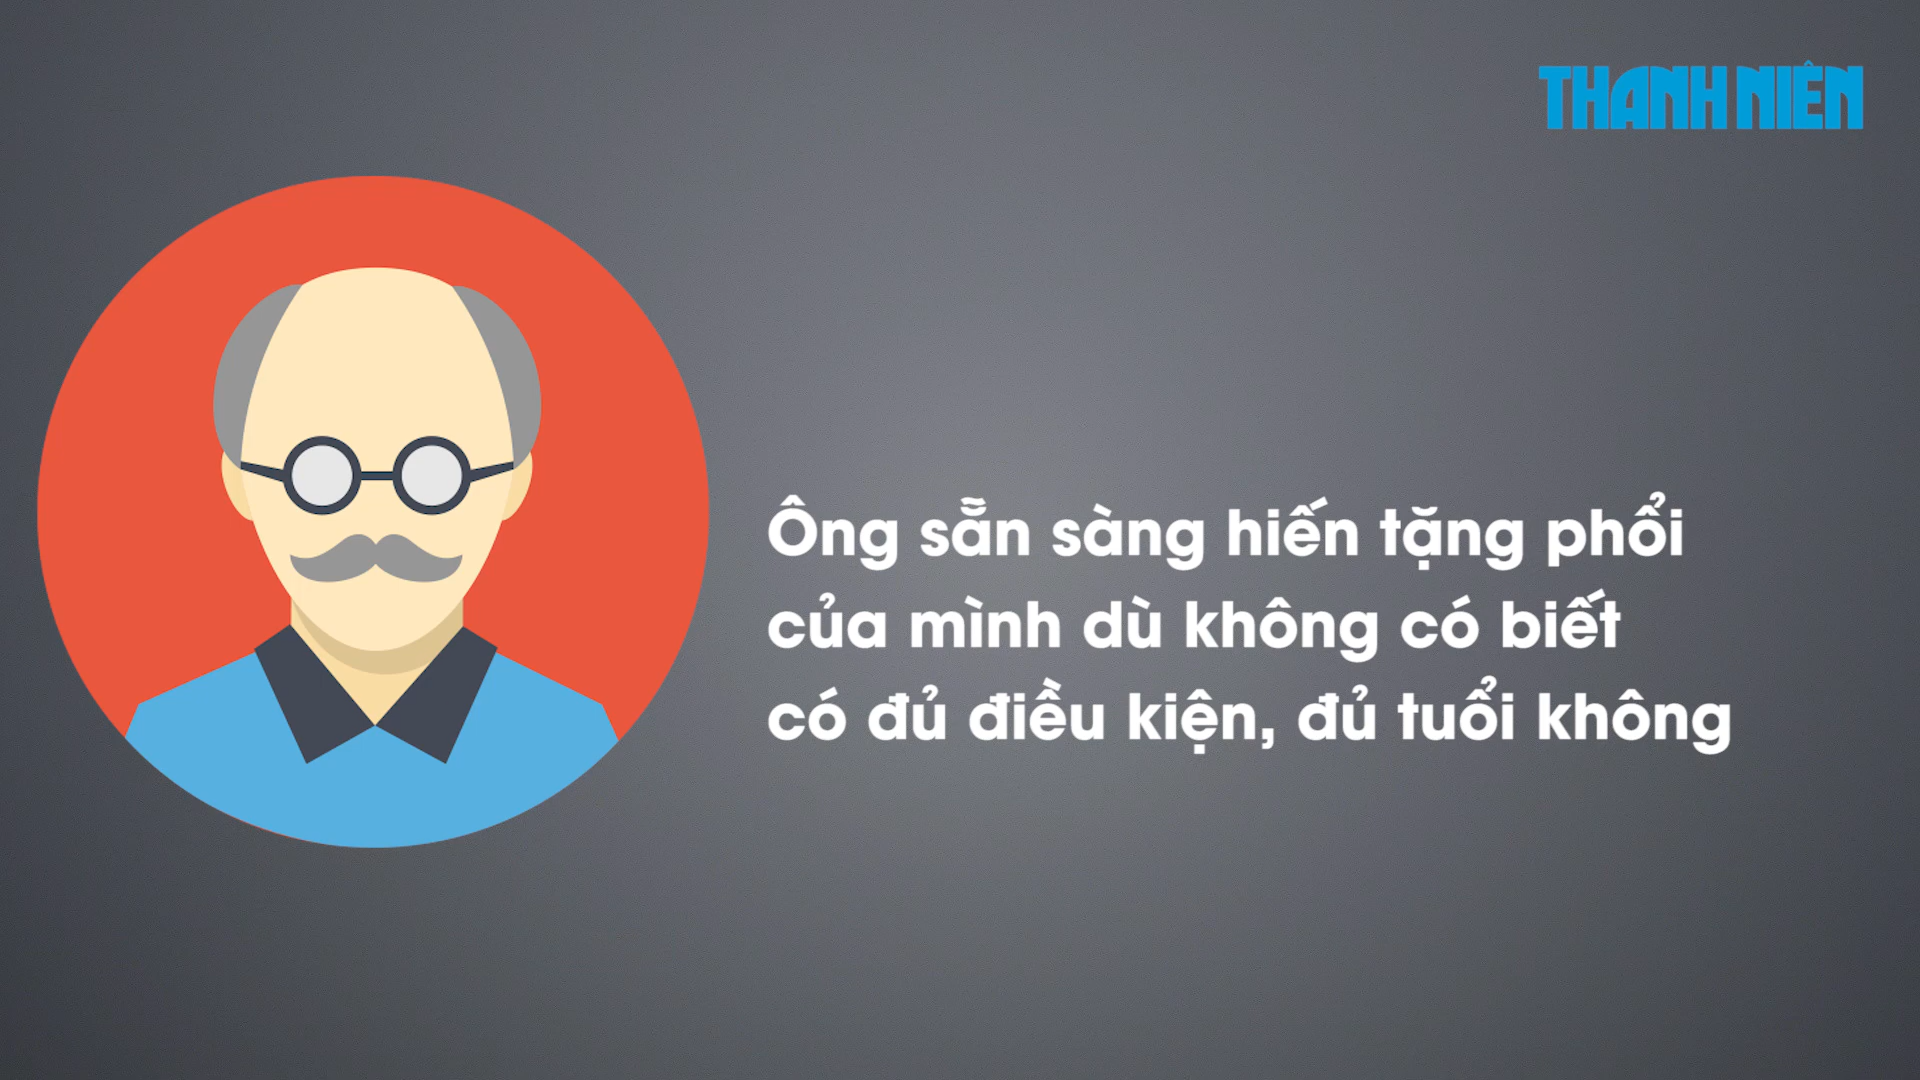 THANH NIÊN
Ông sẵn sàng hiến tặng phổi
của mình dù không có biết
có đủ điều kiện, đủ tuổi không